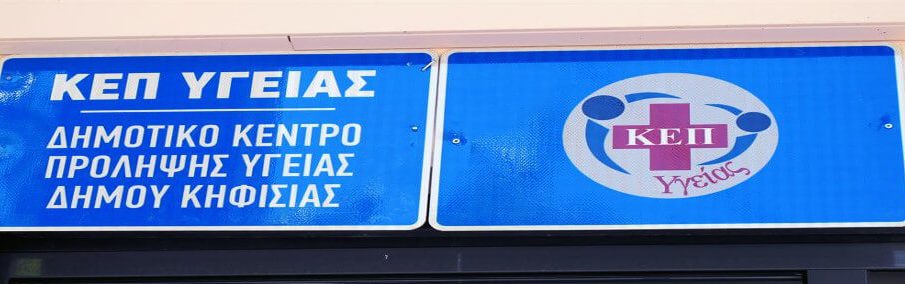 ΚΕΠ ΥΓΕΙΑΣ
ΔΗΜΟΤΙΚΟ ΚΕΝΤΡΟ
ΠΡΟΛΗΨΗΣ ΥΓΕΙΑΣ
ΔΗΜΟΥ ΚΗΦΙΣΙΑΣ
ΚΕΠ
Υγείας